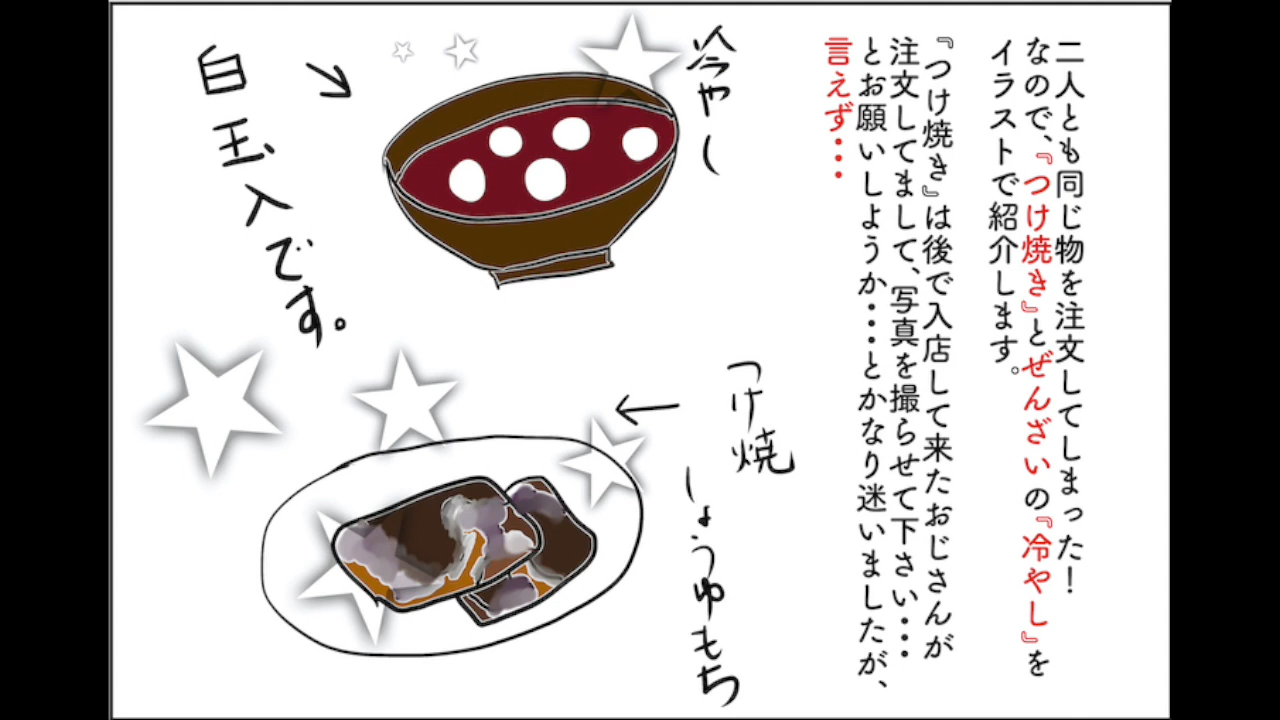 二人とも同じ物を注文してしまった！
なので、『つけ焼き』とぜんざいの『冷やし』を
イラストで紹介します。
『つけ焼き』は後で入店して来たおじさんが
注文してまして、写真を撮らせて下さい・・・
とお願いしようか・・・とかなり迷いましたが、
言えず・・・
冷やし
白玉入です。
つけ焼
しょうゆもち